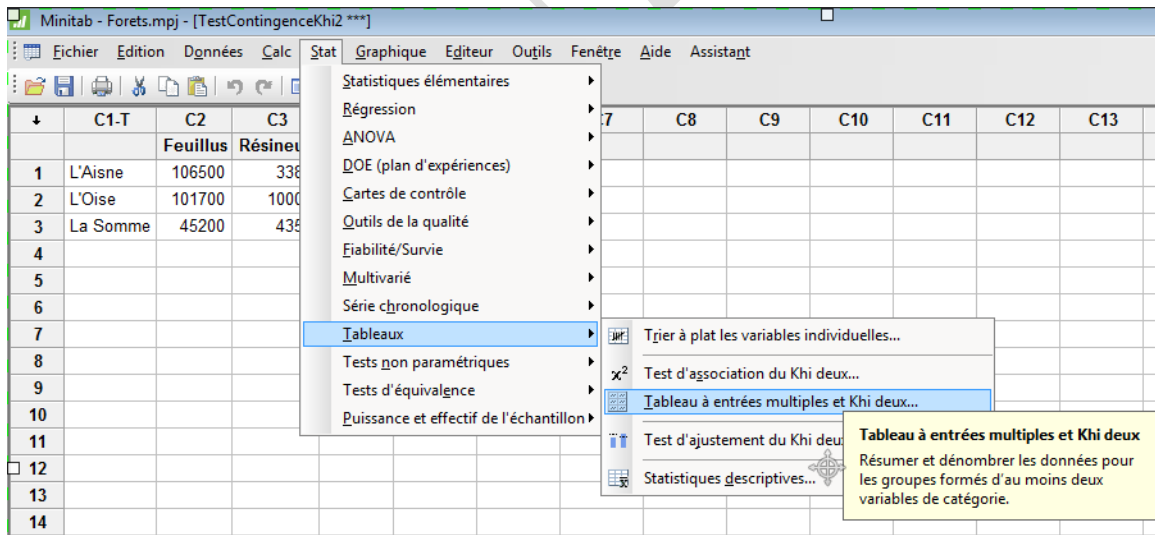 Minitab - Forets.mpj - [TestContingenceKhi2 ***]
Fichier Edition Données Calc Stat Graphique Editeur Outils Fenêtre Aide Assistant
Statistiques élémentaires
Régression
ANOVA
DOE (plan d'expériences)
Cartes de contrôle
Outils de la qualité
Fiabilité/Survie
Multivarié
Série chronologique
Tableaux
Tests non paramétriques
Tests d'équivalence
Puissance et effectif de l'échantillon
Trier à plat les variables individuelles...
χ² Test d'association du Khi deux...
Tableau à entrées multiples et Khi deux...
Test d'ajustement du Khi deu
Statistiques descriptives...
Tableau à entrées multiples et Khi deux
Résumer et dénombrer les données pour
les groupes formés d'au moins deux
variables de catégorie.
C1-T C2 C3 C8 C9 C10 C11 C12 C13
Feuillus Résineu
1 L'Aisne 106500 338
2 L'Oise 101700 1000
3 La Somme 45200 435
4
5
6
7
8
9
10
11
12
13
14